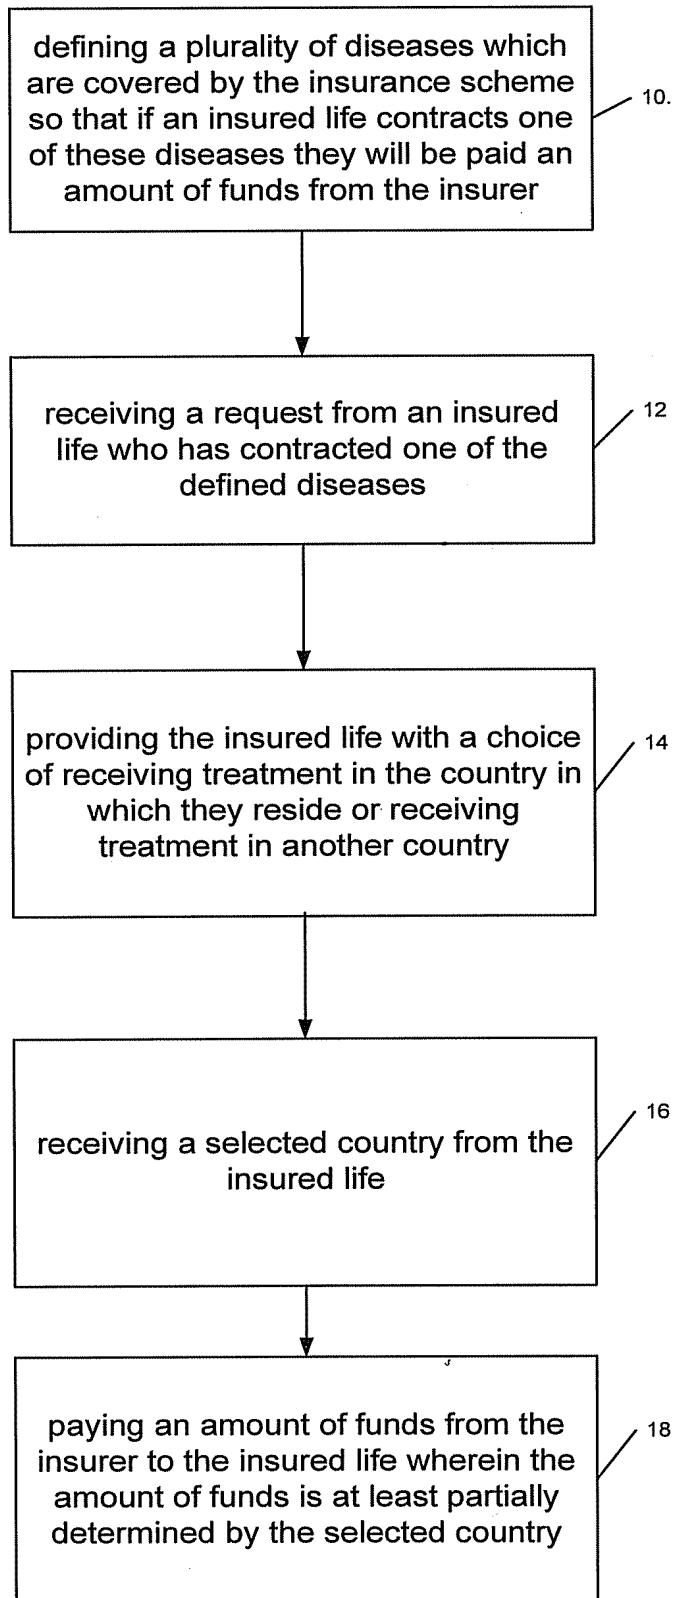 defining a plurality of diseases which
are covered by the insurance scheme
so that if an insured life contracts one
of these diseases they will be paid an
amount of funds from the insurer
10.
receiving a request from an insured
life who has contracted one of the
defined diseases
12
providing the insured life with a choice
of receiving treatment in the country in
which they reside or receiving
treatment in another country
14
receiving a selected country from the
insured life
16
paying an amount of funds from the
insurer to the insured life wherein the
amount of funds is at least partially
determined by the selected country
18